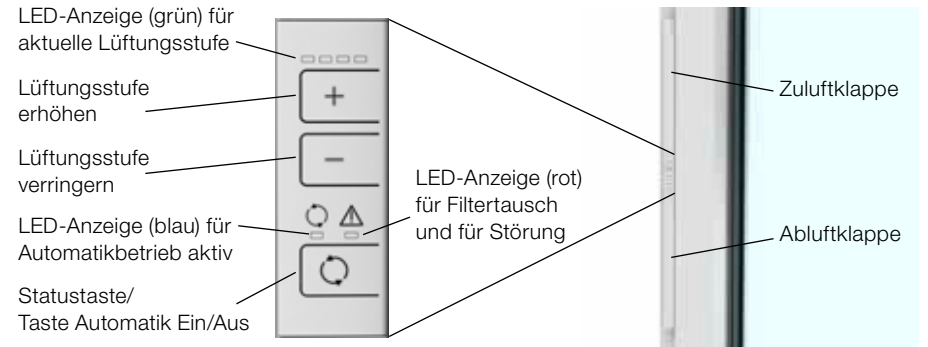 LED-Anzeige (grün) für
aktuelle Lüftungsstufe
Lüftungsstufe
erhöhen
Lüftungsstufe
verringern
LED-Anzeige (blau) für
Automatikbetrieb aktiv
Statustaste/
Taste Automatik Ein/Aus
+
−
LED-Anzeige (rot)
für Filtertausch
und für Störung
Zuluftklappe
Abluftklappe